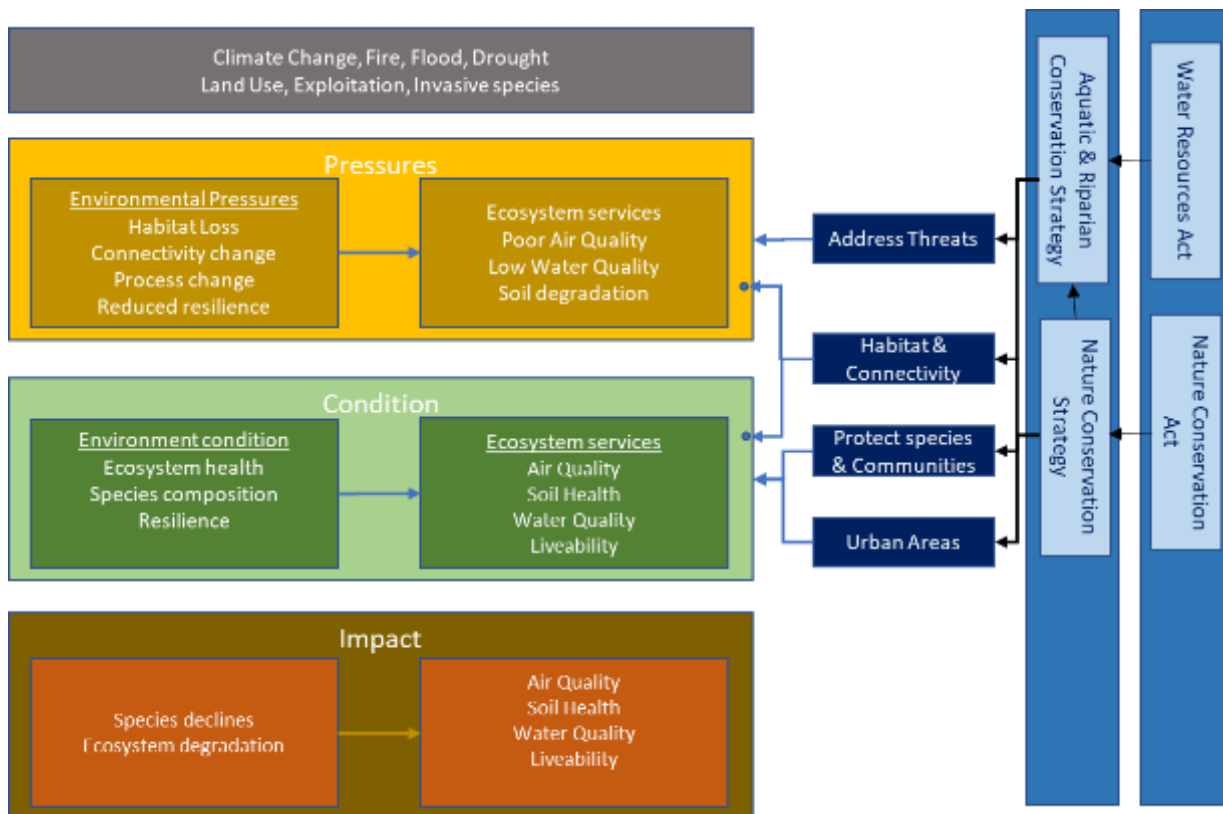 Climate Change, Fire, Flood, Drought
Land Use, Exploitation, Invasive species
Pressures
Environmental Pressures
Habitat Loss
Connectivity change
Process change
Reduced resilience
Ecosystem services
Poor Air Quality
Low Water Quality
Soil degradation
Condition
Environment condition
Ecosystem health
Species composition
Resilience
Ecosystem services
Air Quality
Soil Health
Water Quality
Liveability
Impact
Species declines
Ecosystem degradation
Air Quality
Soil Health
Water Quality
Liveability
Address Threats
Habitat &
Connectivity
Protect species
& Communities
Urban Areas
Aquatic & Riparian
Conservation Strategy
Nature Conservation
Strategy
Water Resources Act
Nature Conservation
Act